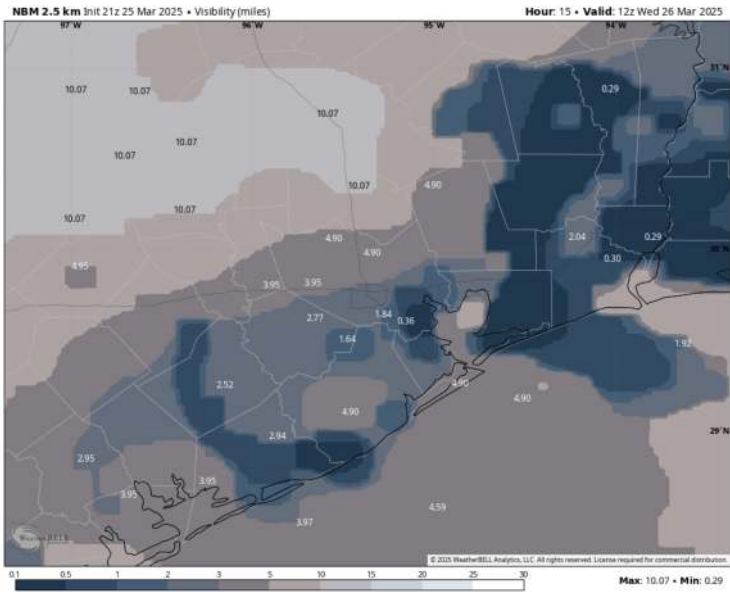 NBM 2.5 km Init 21z 25 Mar 2025 • Visibility (miles) Hour: 15 • Valid: 12z Wed 26 Mar 2025
97°W 96°W 95°W 94°W
31°N
10.07 10.07 0.29
10.07
10.07 10.07
10.07 10.07 4.90
10.07
10.07
4.90 2.04 0.29
4.90 30°N
4.95 0.30
3.95 3.95
2.77 1.84 0.36
1.64 1.92
2.52 4.90
4.90 4.90
2.94 29°N
2.95
3.95 3.95
3.97 4.59
WeatherBELL
© 2025 WeatherBELL Analytics, LLC. All rights reserved. License required for commercial distribution.
0.1 0.5 1 2 3 5 10 15 20 25 30
Max: 10.07 • Min: 0.29